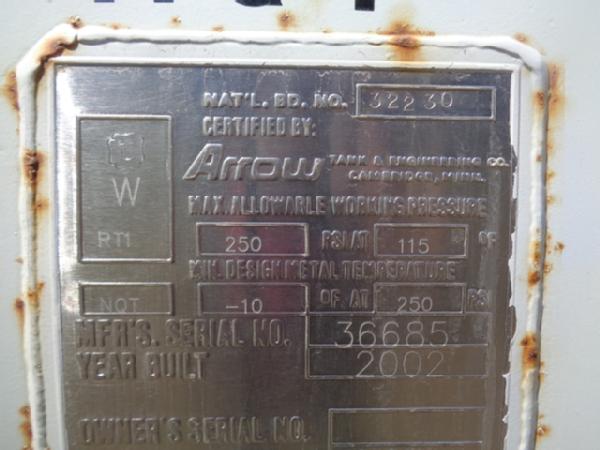 NAT'L. BD. NO. 32230
CERTIFIED BY:
Arrow TANK & ENGINEERING CO.
CAMBRIDGE, MINN.
W
MAX. ALLOWABLE WORKING PRESSURE
RT1 250 PSI AT 115 °F
MIN. DESIGN METAL TEMPERATURE
NOT -10 °F. AT 250 PSI
MFR'S. SERIAL NO. 36685
YEAR BUILT 2002
OWNER'S SERIAL NO.